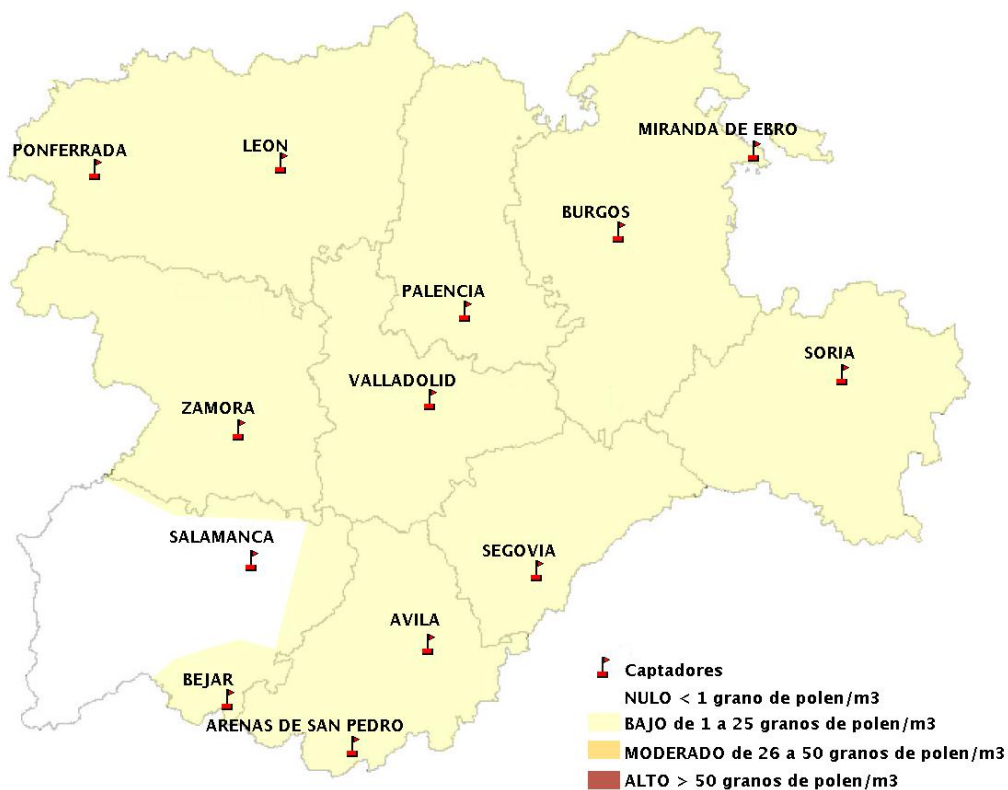 MIRANDA DE EBRO
PONFERRADA
LEON
BURGOS
PALENCIA
SORIA
VALLADOLID
ZAMORA
SALAMANCA
SEGOVIA
AVILA
BEJAR
ARENAS DE SAN PEDRO
Captadores
NULO < 1 grano de polen/m3
BAJO de 1 a 25 granos de polen/m3
MODERADO de 26 a 50 granos de polen/m3
ALTO > 50 granos de polen/m3